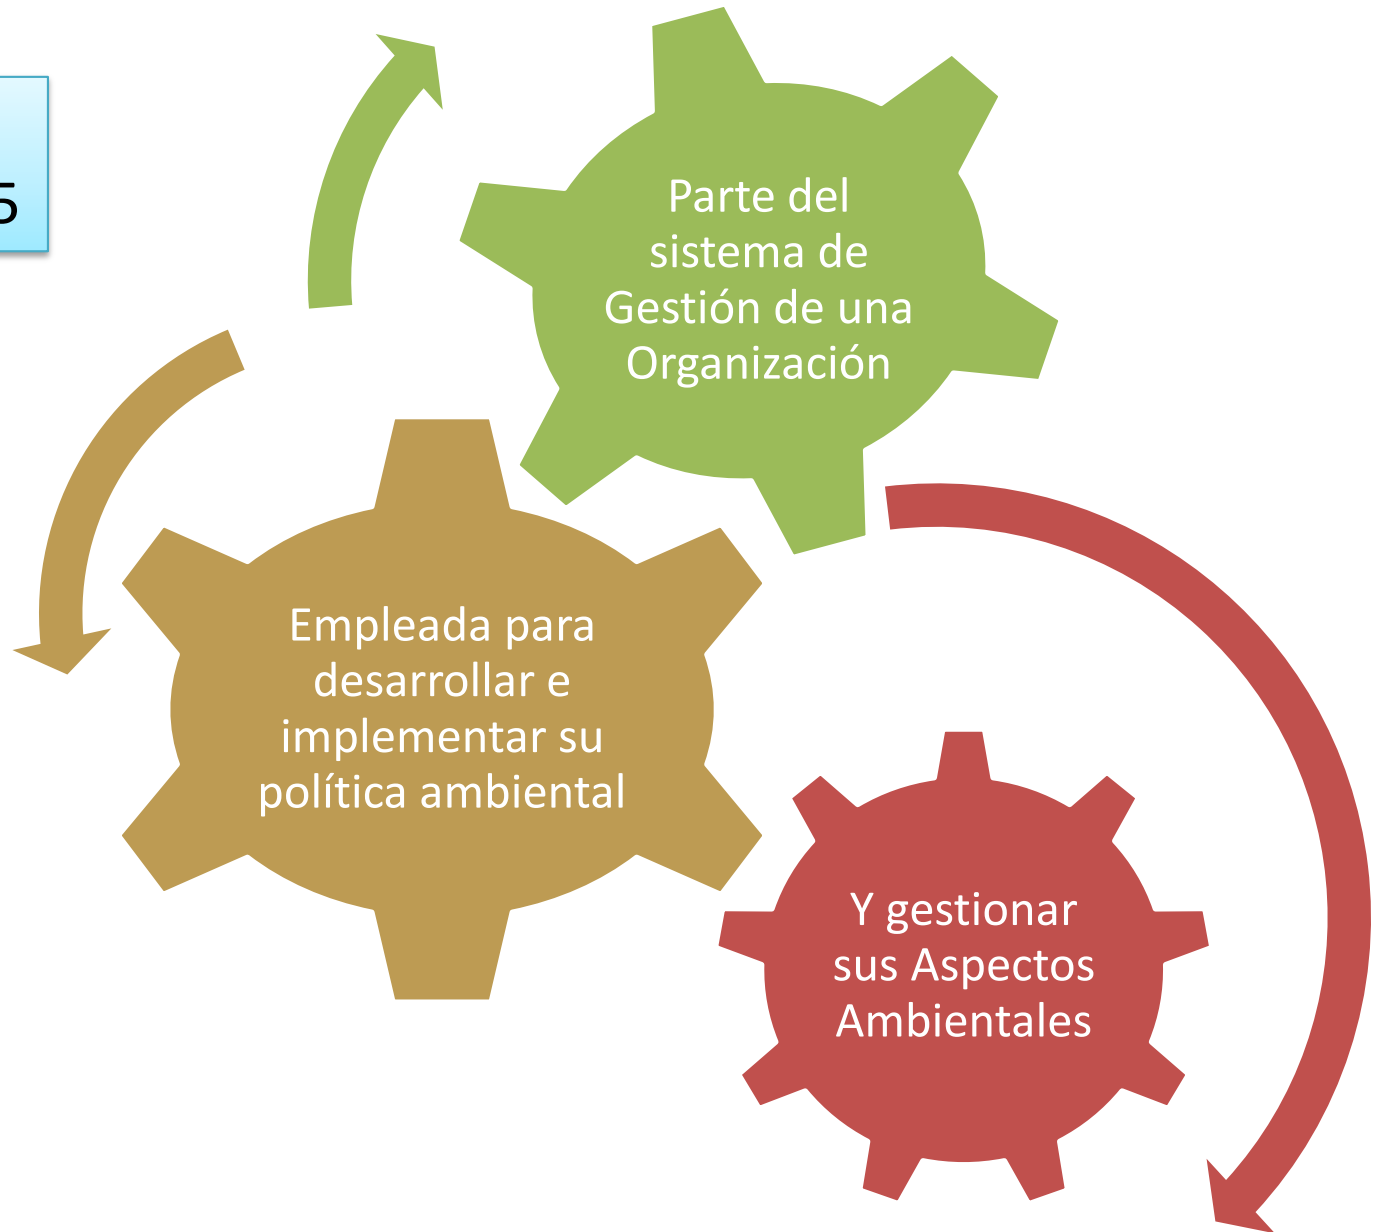 5
Parte del
sistema de
Gestión de una
Organización
Empleada para
desarrollar e
implementar su
política ambiental
Y gestionar
sus Aspectos
Ambientales